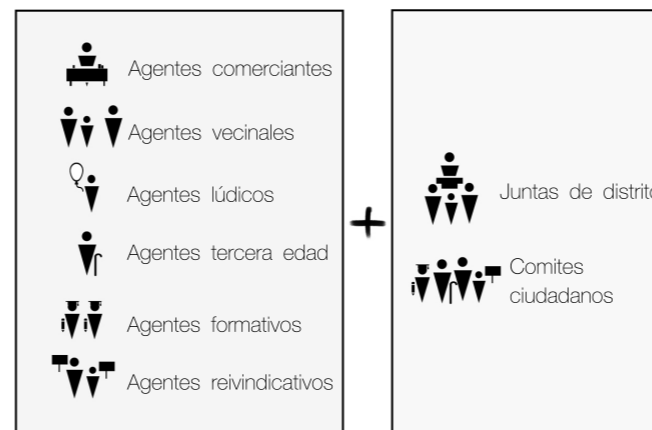 Agentes comerciantes
Agentes vecinales
Agentes lúdicos
Agentes tercera edad
Agentes formativos
Agentes reivindicativos
+
Juntas de distrito
Comites
ciudadanos